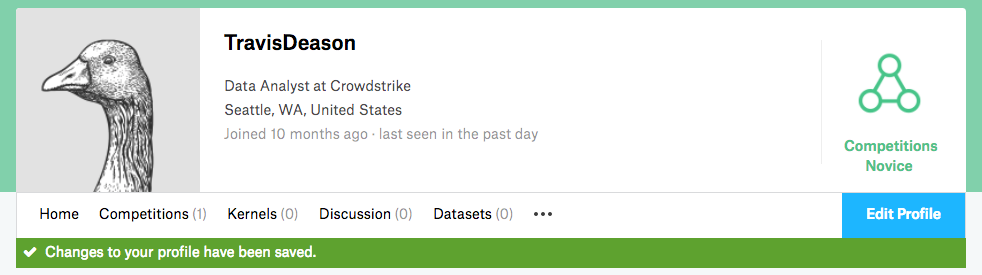 TravisDeason
Data Analyst at Crowdstrike
Seattle, WA, United States
Joined 10 months ago · last seen in the past day
Competitions
Novice
Home Competitions (1) Kernels (0) Discussion (0) Datasets (0) ••• Edit Profile
Changes to your profile have been saved.